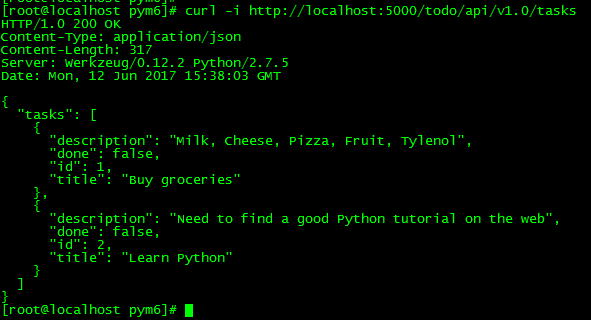 [root@localhost pym6]# curl -i http://localhost:5000/todo/api/v1.0/tasks
HTTP/1.0 200 OK
Content-Type: application/json
Content-Length: 317
Server: Werkzeug/0.12.2 Python/2.7.5
Date: Mon, 12 Jun 2017 15:38:03 GMT

{
  "tasks": [
    {
      "description": "Milk, Cheese, Pizza, Fruit, Tylenol",
      "done": false,
      "id": 1,
      "title": "Buy groceries"
    },
    {
      "description": "Need to find a good Python tutorial on the web",
      "done": false,
      "id": 2,
      "title": "Learn Python"
    }
  ]
}
[root@localhost pym6]#